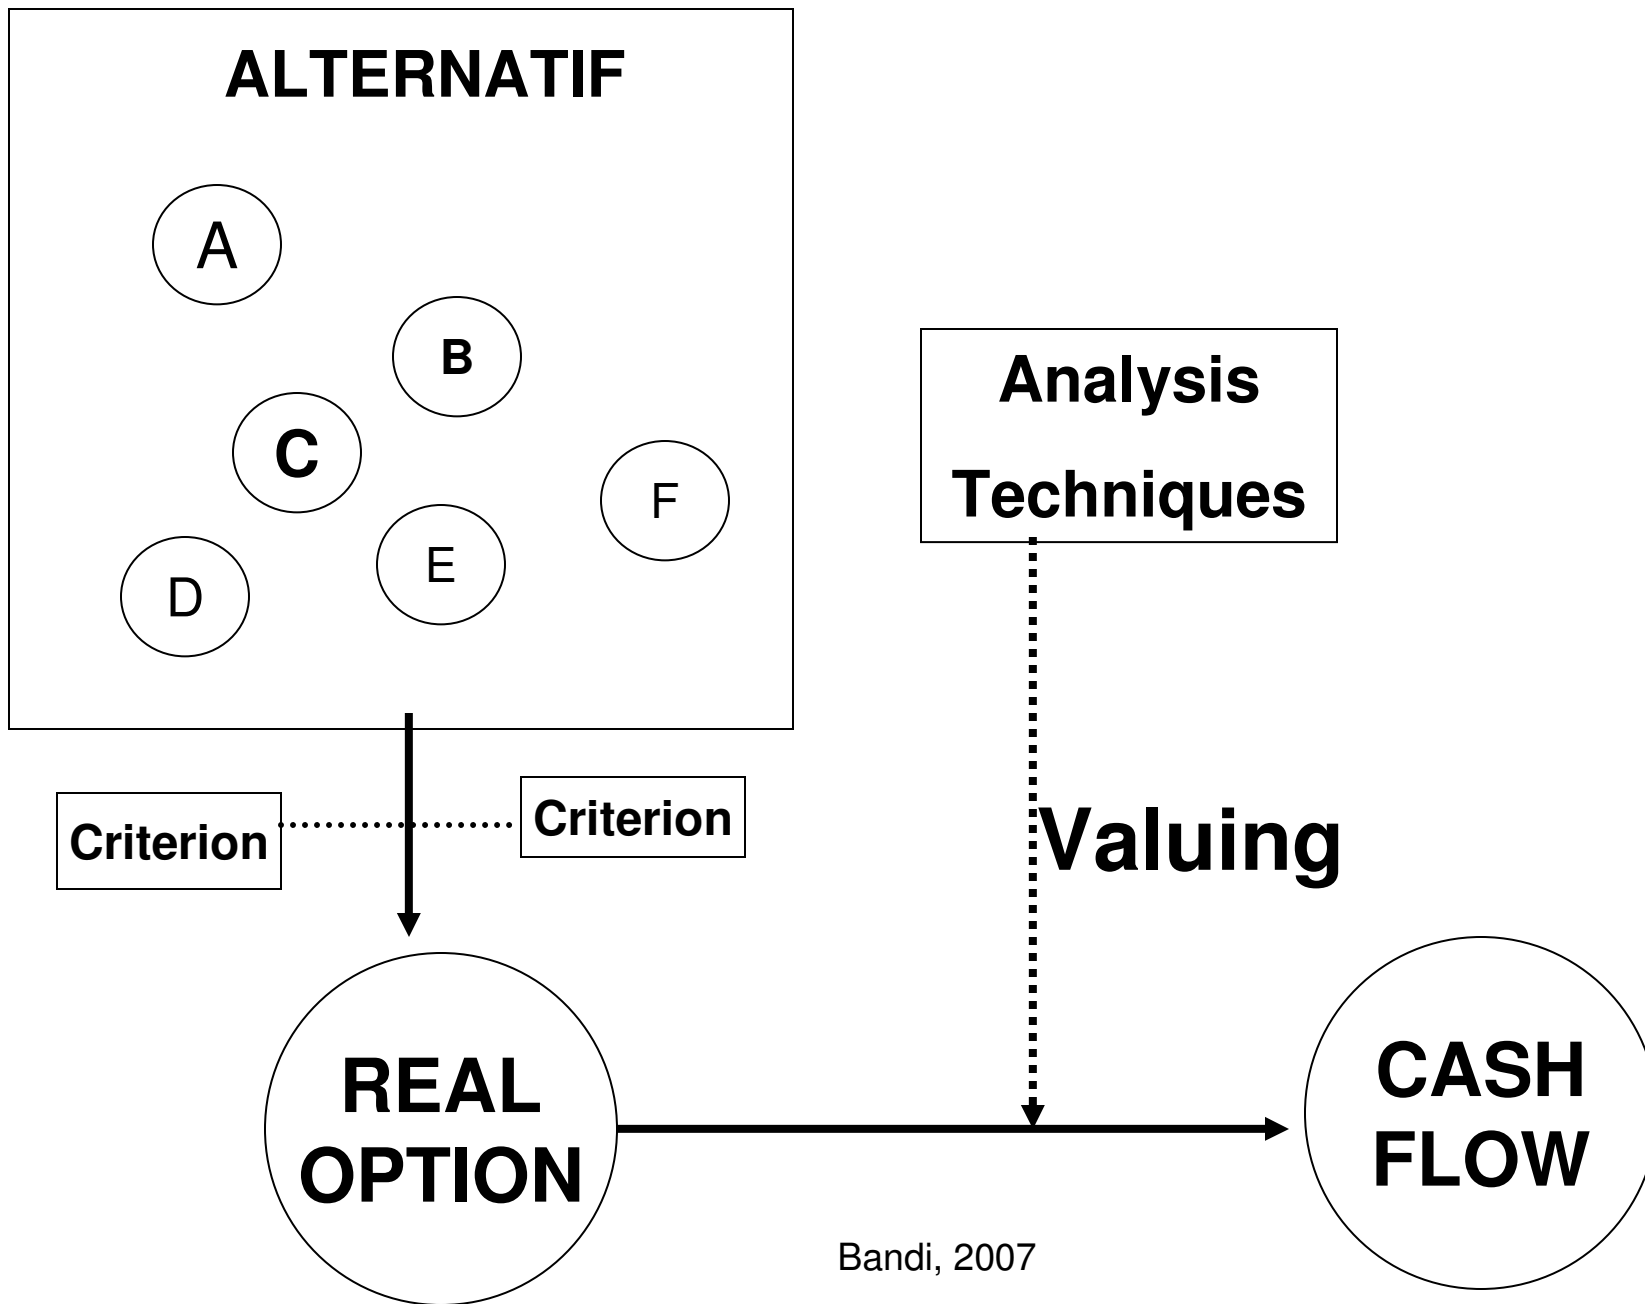 ALTERNATIF
A
B
C
F
E
D
Analysis
Techniques
Criterion
Criterion
Valuing
REAL
OPTION
CASH
FLOW
Bandi, 2007